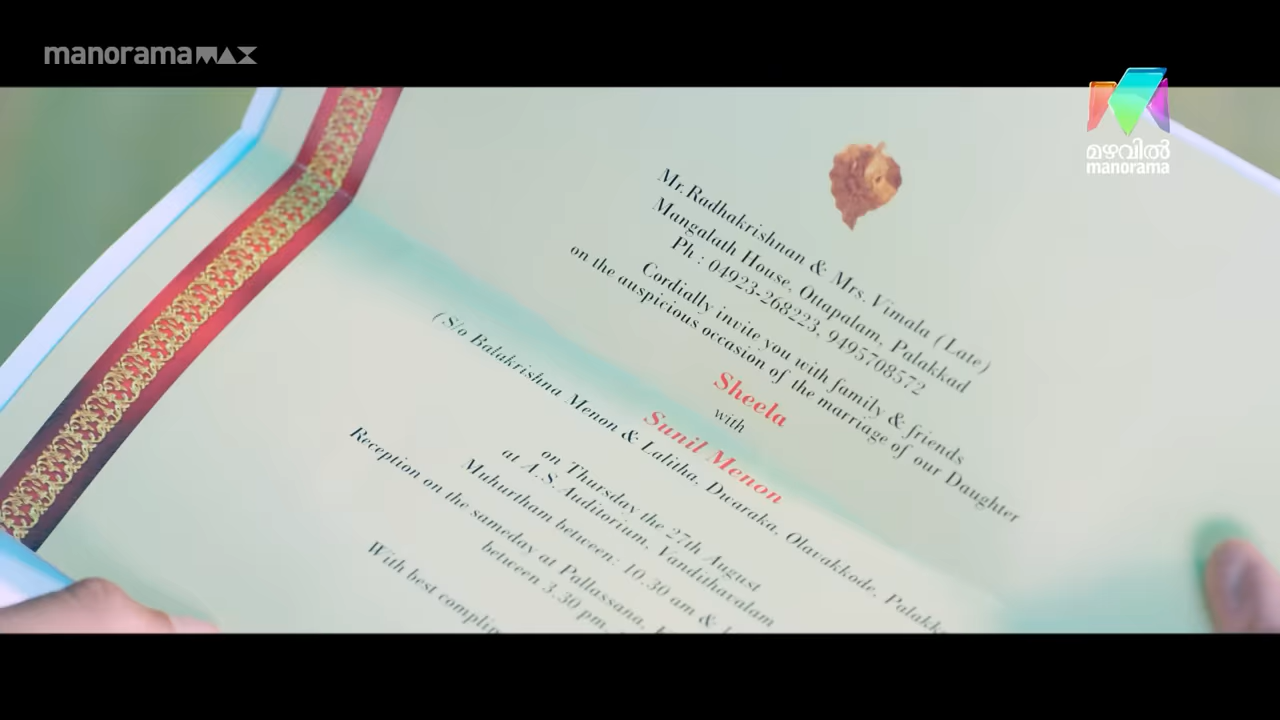 manoramaMAX
മഴവിൽ
manorama
Mr.Radhakrishnan & Mrs. Vimala (Late)
Mangalath House, Ottapalam, Palakkad
Ph : 04923-268223, 9495708572
Cordially invite you with family & friends
on the auspicious occasion of the marriage of our Daughter
Sheela
with
Sunil Menon
(S/o Balakrishna Menon & Lalitha, Dwaraka, Olavakkode,
on Thursday the 27th August
at A.S.Auditorium, Vandithavalam
Muhurtham between: 10.30 am &
Reception on the sameday at Pallassana,
between 3.30 pm,
With best